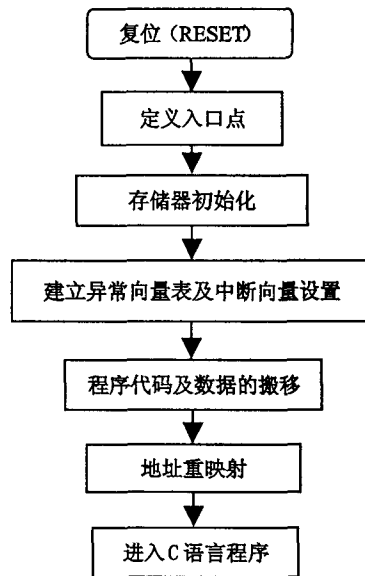 复位（RESET）
定义入口点
存储器初始化
建立异常向量表及中断向量设置
程序代码及数据的搬移
地址重映射
进入C语言程序